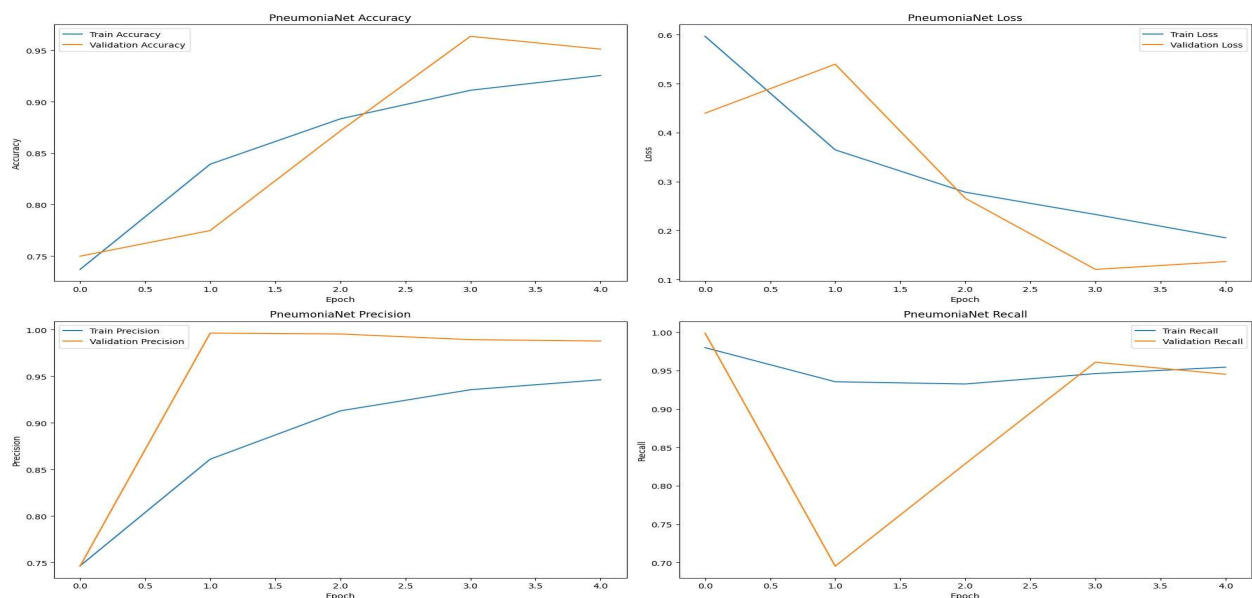 PneumoniaNet Accuracy
Train Accuracy
Validation Accuracy
Accuracy
0.95
0.90
0.85
0.80
0.75
0.0 0.5 1.0 1.5 2.0 2.5 3.0 3.5 4.0
Epoch
PneumoniaNet Loss
Train Loss
Validation Loss
Loss
0.6
0.5
0.4
0.3
0.2
0.1
0.0 0.5 1.0 1.5 2.0 2.5 3.0 3.5 4.0
Epoch
PneumoniaNet Precision
Train Precision
Validation Precision
Precision
1.00
0.95
0.90
0.85
0.80
0.75
0.0 0.5 1.0 1.5 2.0 2.5 3.0 3.5 4.0
Epoch
PneumoniaNet Recall
Train Recall
Validation Recall
Recall
1.00
0.95
0.90
0.85
0.80
0.75
0.70
0.0 0.5 1.0 1.5 2.0 2.5 3.0 3.5 4.0
Epoch